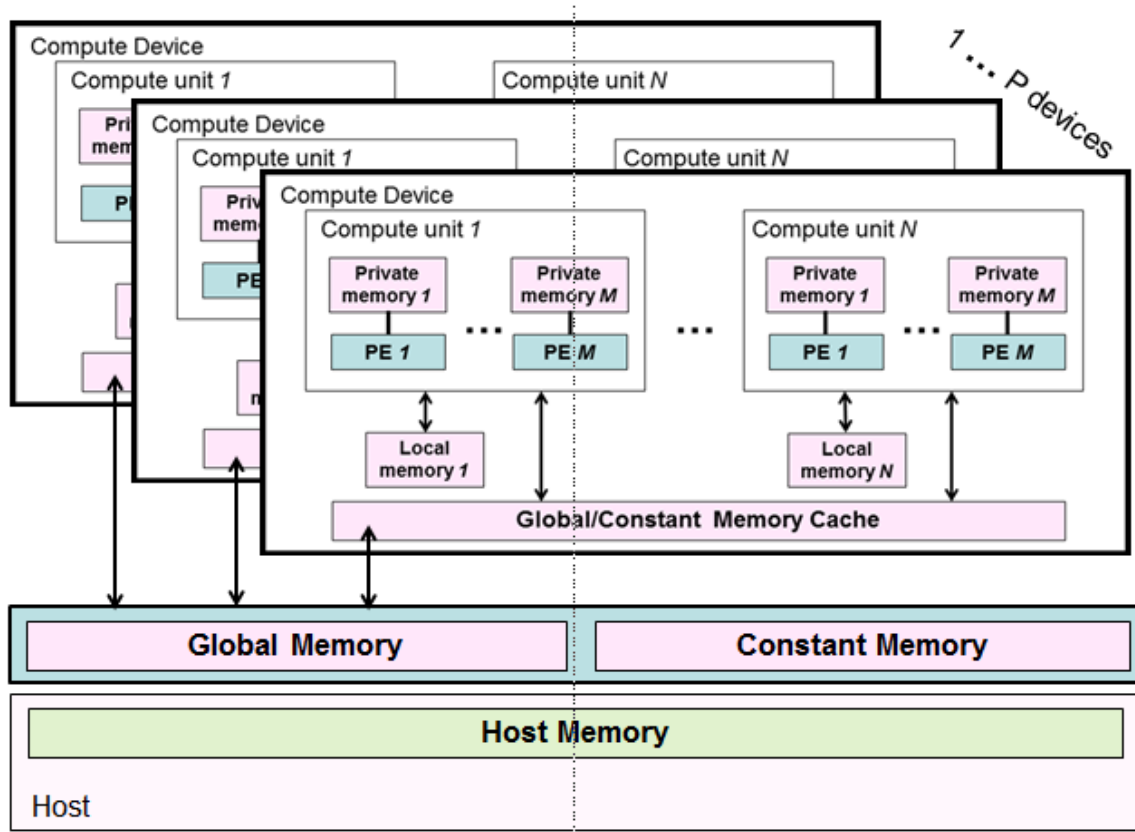 Compute Device
Compute unit 1
Compute unit N
1 ... P devices
Compute Device
Compute unit 1
Compute unit N
Compute Device
Compute unit 1
Compute unit N
Private
memory 1
Private
memory M
Private
memory 1
Private
memory M
...
...
...
PE 1
PE M
PE 1
PE M
Local
memory 1
Local
memory N
Global/Constant Memory Cache
Global Memory
Constant Memory
Host Memory
Host